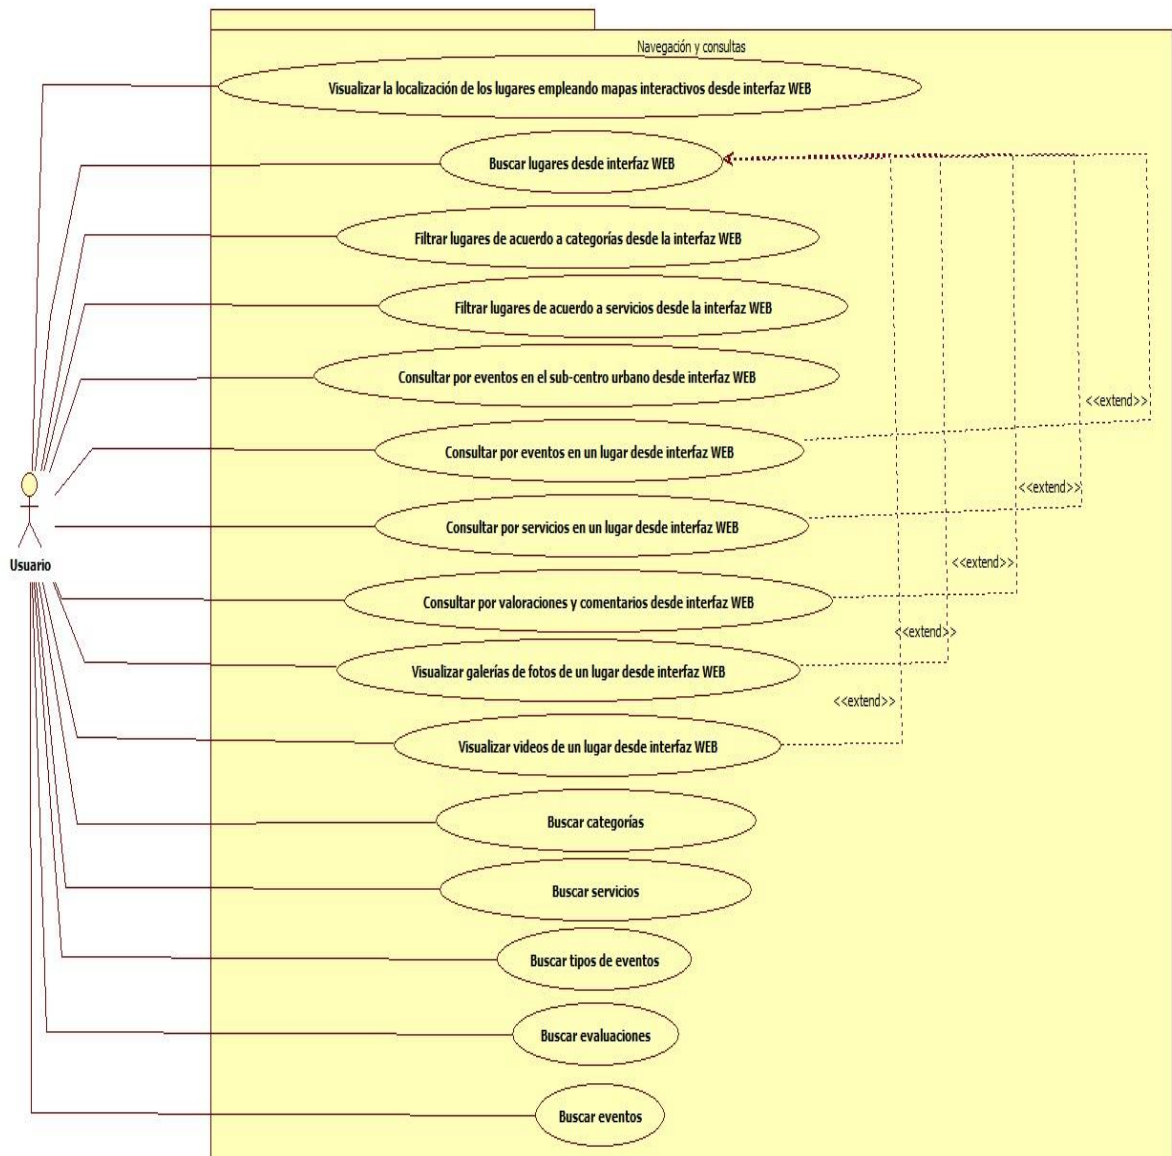 Navegación y consultas
Visualizar la localización de los lugares empleando mapas interactivos desde interfaz WEB
Buscar lugares desde interfaz WEB
Filtrar lugares de acuerdo a categorías desde la interfaz WEB
Filtrar lugares de acuerdo a servicios desde la interfaz WEB
Consultar por eventos en el sub-centro urbano desde interfaz WEB
<<extend>>
Consultar por eventos en un lugar desde interfaz WEB
<<extend>>
Consultar por servicios en un lugar desde interfaz WEB
<<extend>>
Usuario
Consultar por valoraciones y comentarios desde interfaz WEB
<<extend>>
Visualizar galerías de fotos de un lugar desde interfaz WEB
<<extend>>
Visualizar videos de un lugar desde interfaz WEB
Buscar categorías
Buscar servicios
Buscar tipos de eventos
Buscar evaluaciones
Buscar eventos